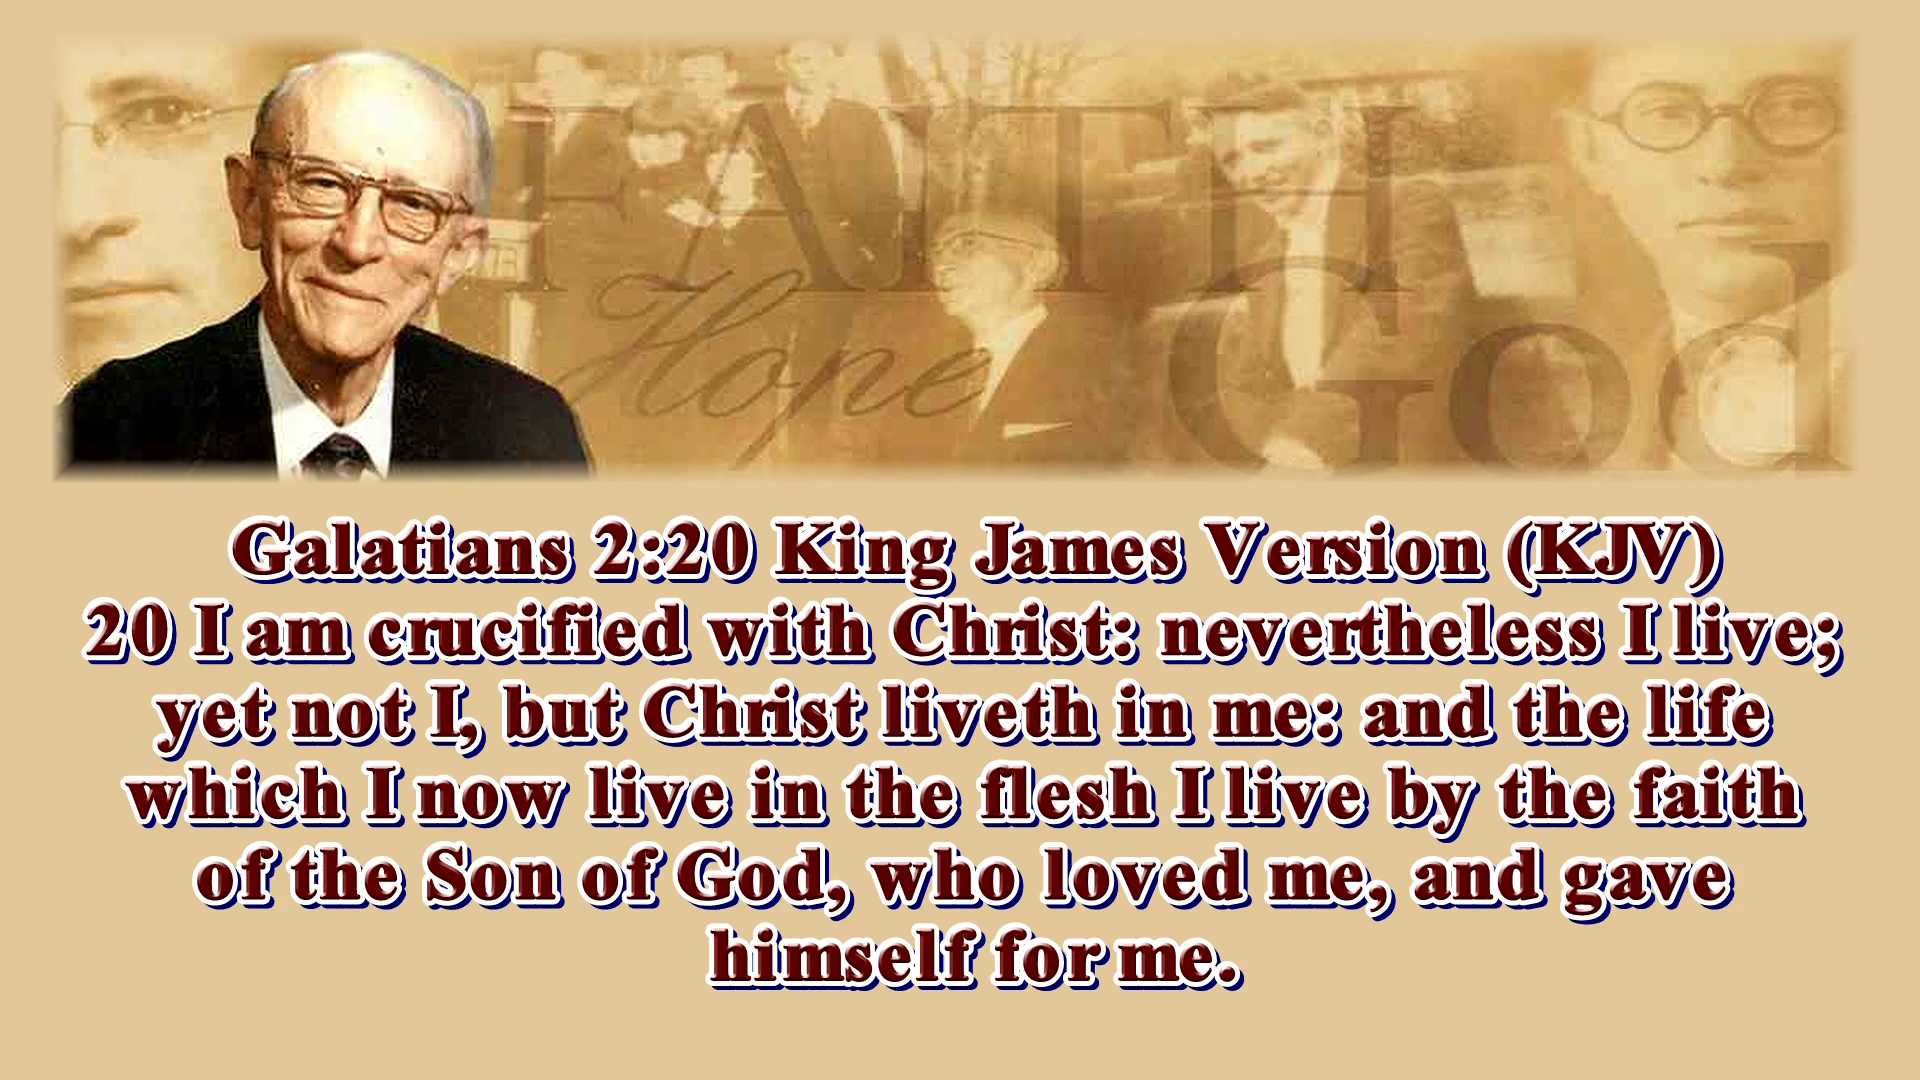 FAITH
Hope
God
Galatians 2:20 King James Version (KJV)
20 I am crucified with Christ: nevertheless I live;
yet not I, but Christ liveth in me: and the life
which I now live in the flesh I live by the faith
of the Son of God, who loved me, and gave
himself for me.